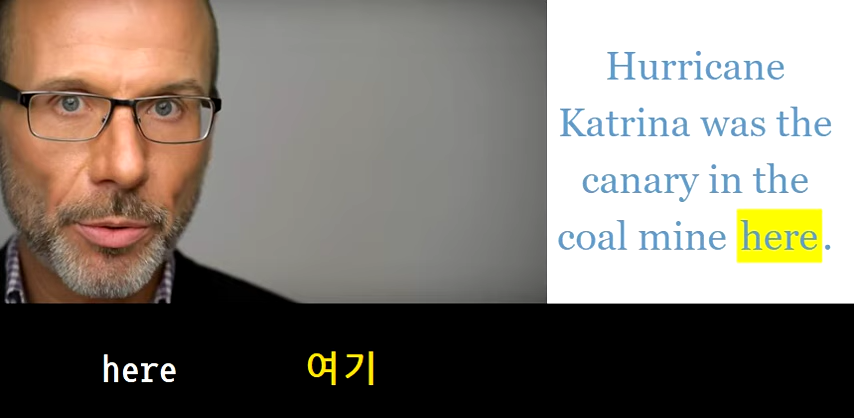 Hurricane
Katrina was the
canary in the
coal mine here.
here 여기